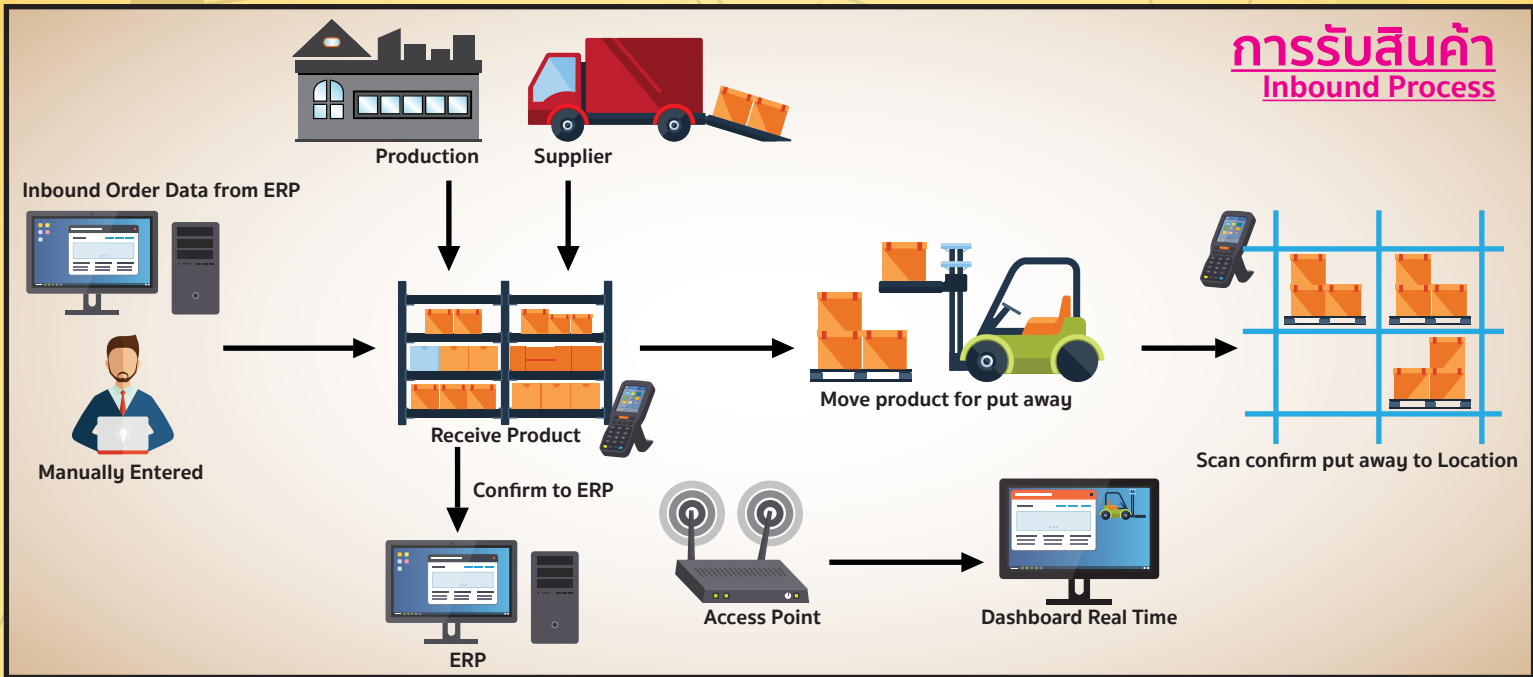 การรับสินค้า
Inbound Process
Production
Supplier
Inbound Order Data from ERP
Manually Entered
Receive Product
Move product for put away
Scan confirm put away to Location
Confirm to ERP
ERP
Access Point
Dashboard Real Time